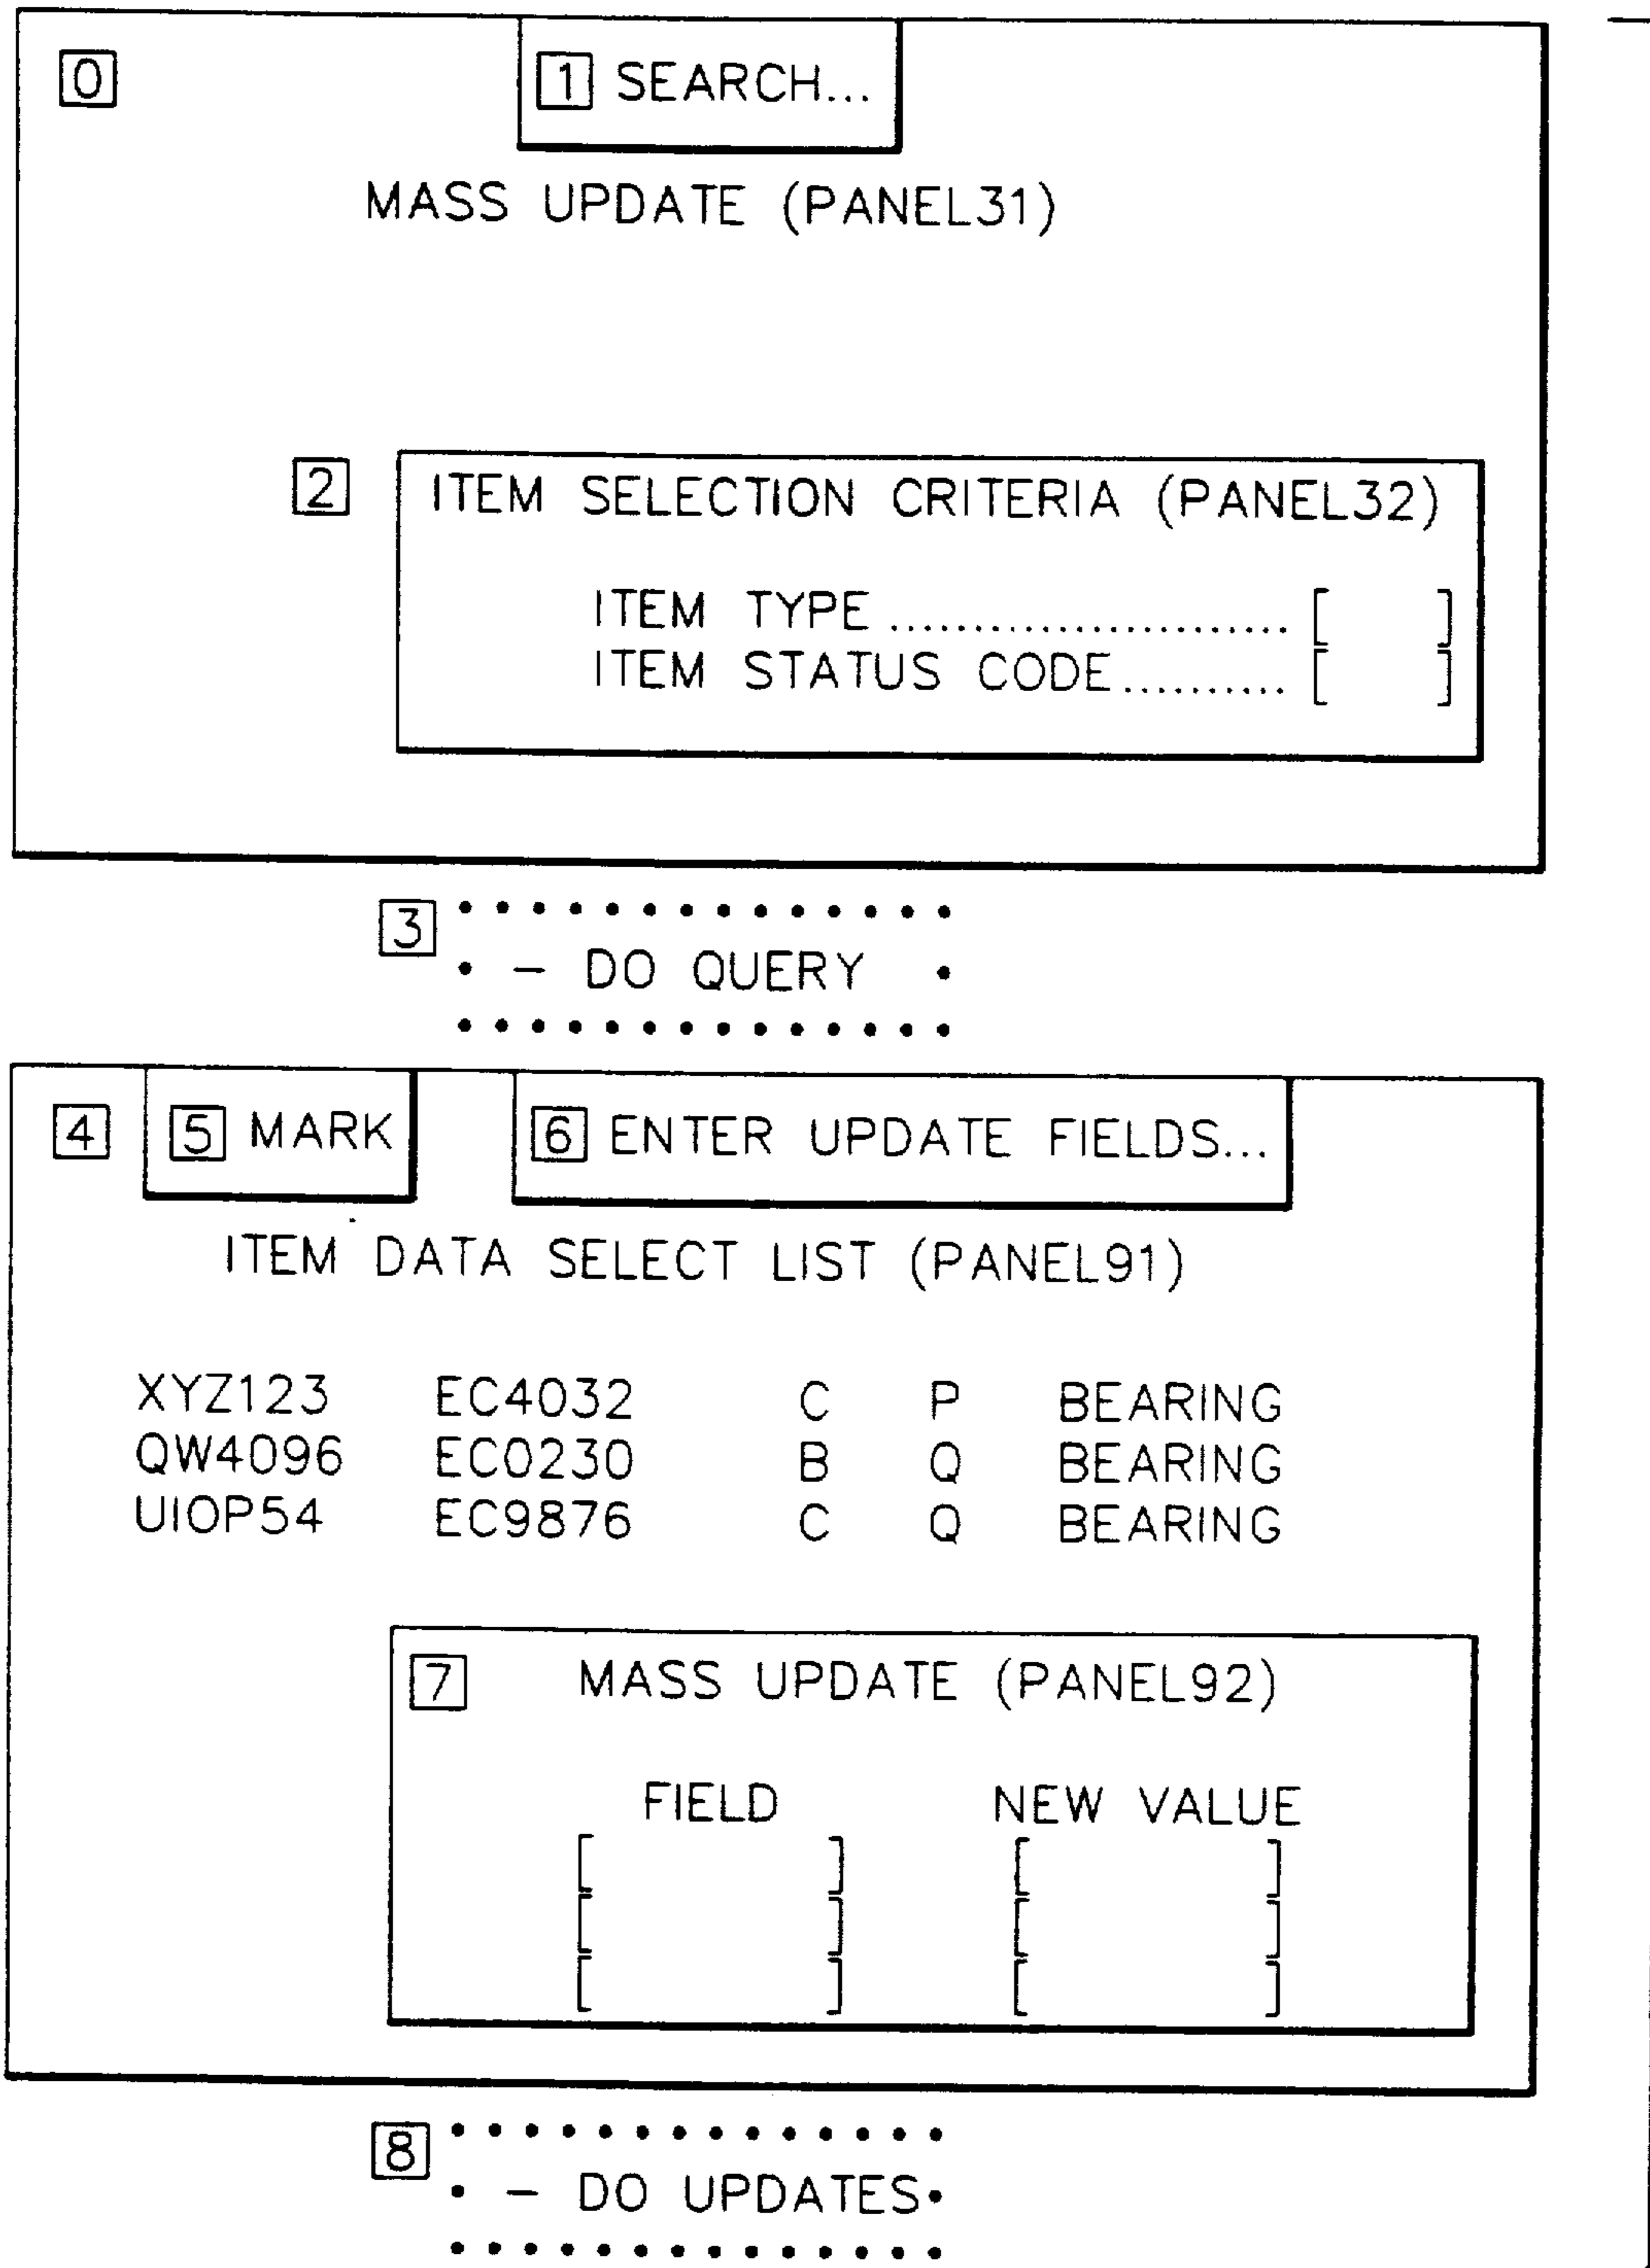 0 1 SEARCH...
MASS UPDATE (PANEL31)
2 ITEM SELECTION CRITERIA (PANEL32)
ITEM TYPE ........................ [ ]
ITEM STATUS CODE.......... [ ]
3
- DO QUERY
4 5 MARK 6 ENTER UPDATE FIELDS...
ITEM DATA SELECT LIST (PANEL91)
XYZ123 EC4032 C P BEARING
QW4096 EC0230 B Q BEARING
UIOP54 EC9876 C Q BEARING
7 MASS UPDATE (PANEL92)
FIELD NEW VALUE
[ ] [ ]
[ ] [ ]
[ ] [ ]
8
- DO UPDATES